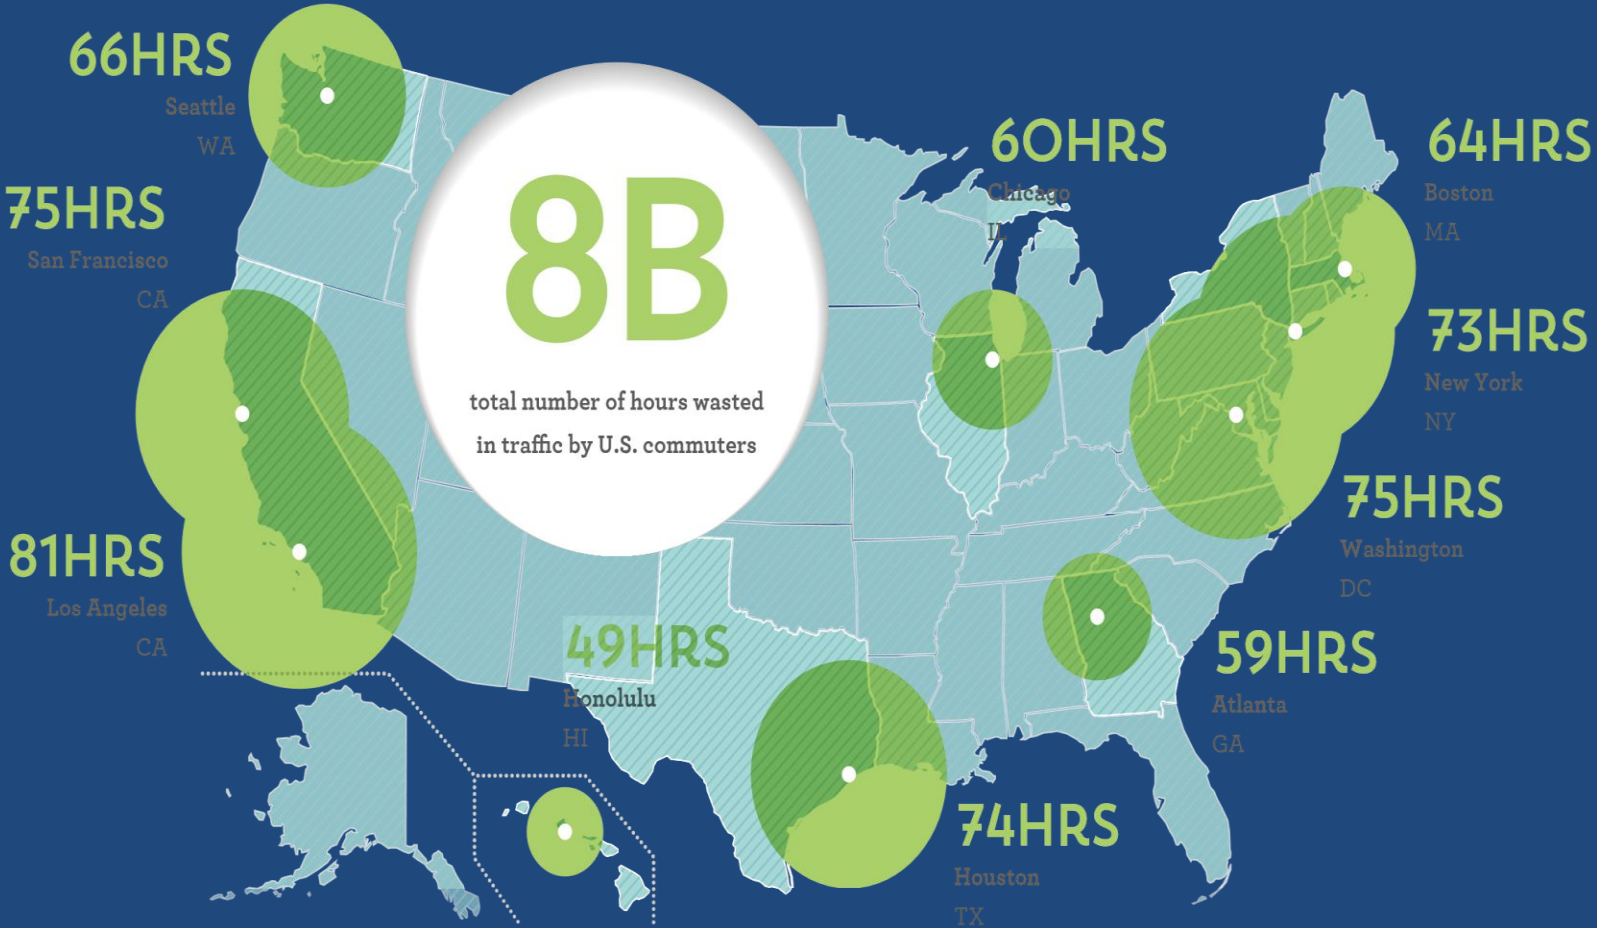 66HRS
Seattle
WA
75HRS
San Francisco
CA
81HRS
Los Angeles
CA
8B
total number of hours wasted
in traffic by U.S. commuters
49HRS
Honolulu
HI
60HRS
Chicago
IL
64HRS
Boston
MA
73HRS
New York
NY
75HRS
Washington
DC
59HRS
Atlanta
GA
74HRS
Houston
TX